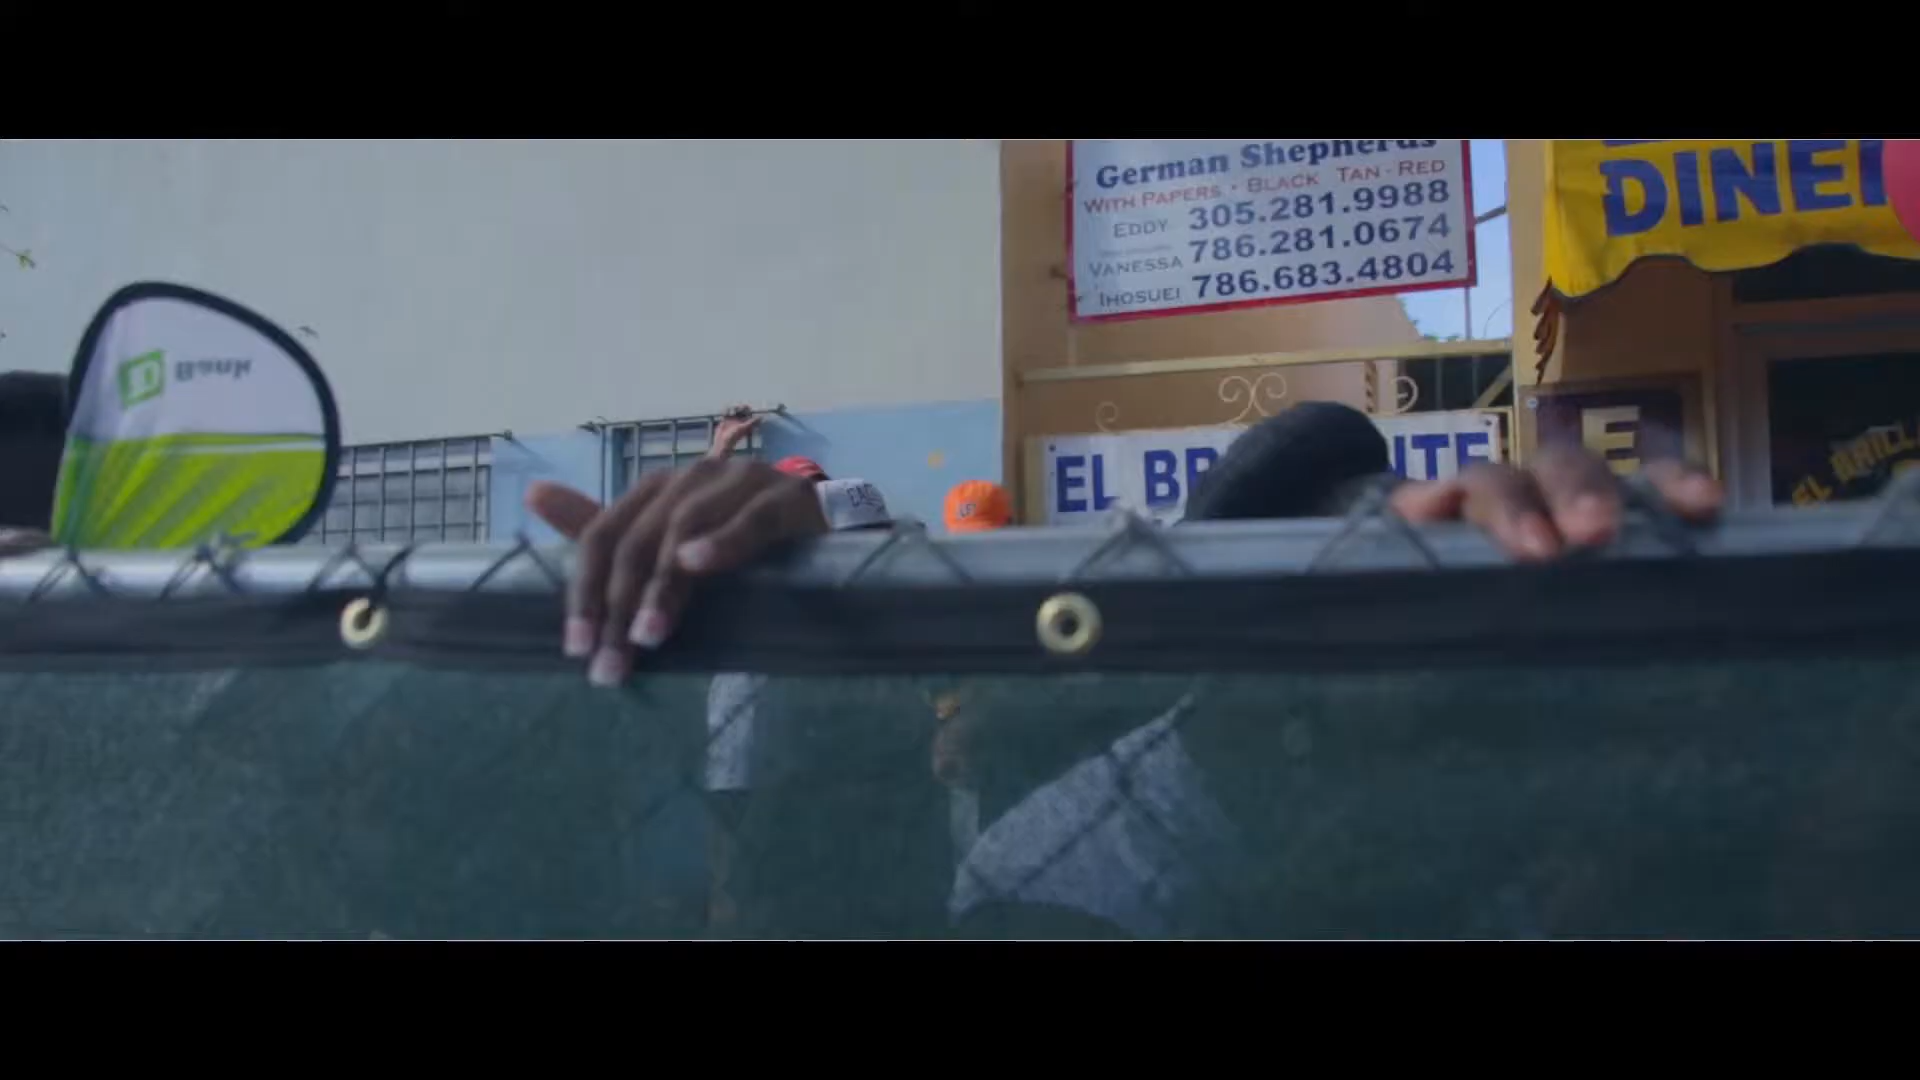 German Shepherds
WITH PAPERS • BLACK TAN-RED
EDDY 305.281.9988
VANESSA 786.281.0674
IHOSUEI 786.683.4804
DINE
Bank
EL BR NTE
E